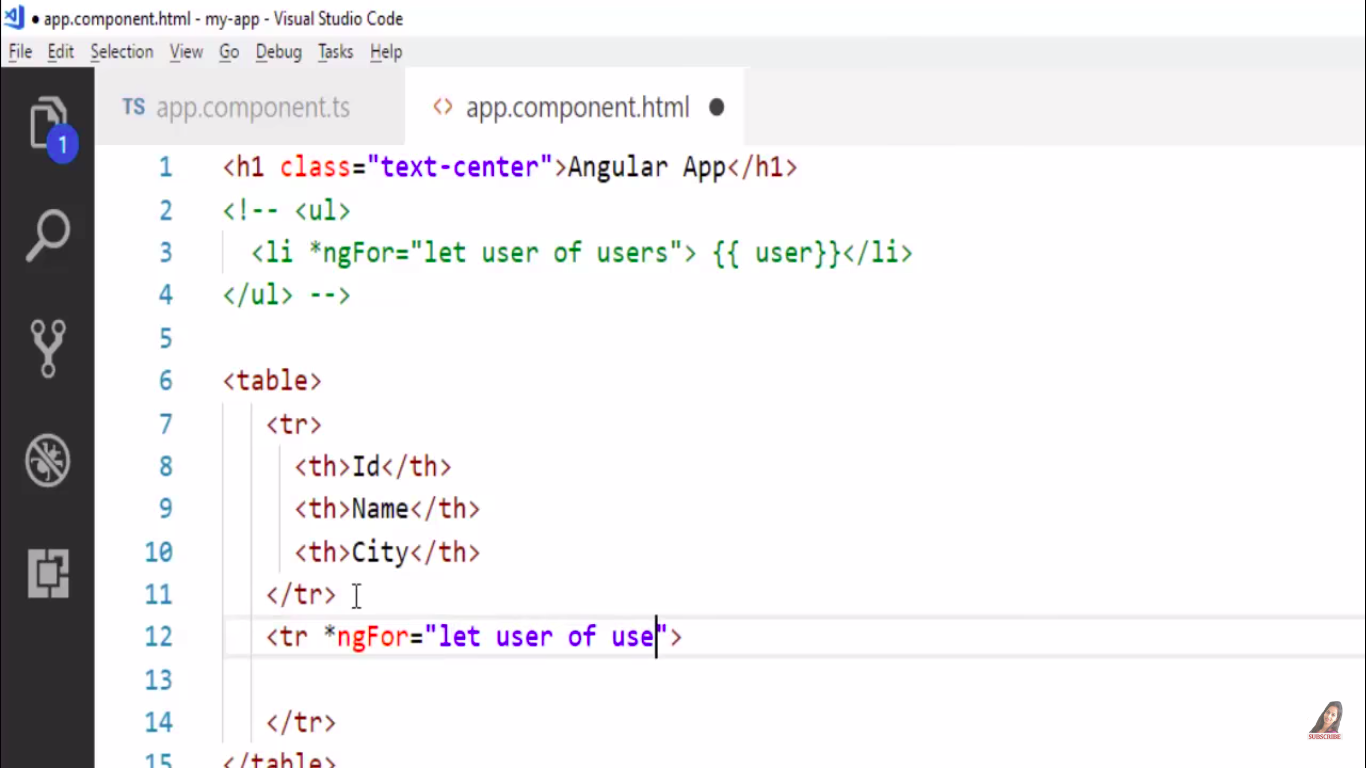 app.component.html - my-app - Visual Studio Code
File Edit Selection View Go Debug Tasks Help
TS app.component.ts <> app.component.html
1
1 <h1 class="text-center">Angular App</h1>
2 <!-- <ul>
3 <li *ngFor="let user of users"> {{ user}}</li>
4 </ul> -->
5
6 <table>
7 <tr>
8 <th>Id</th>
9 <th>Name</th>
10 <th>City</th>
11 </tr>
12 <tr *ngFor="let user of use">
13
14 </tr>
15 </table>
SUBSCRIBE